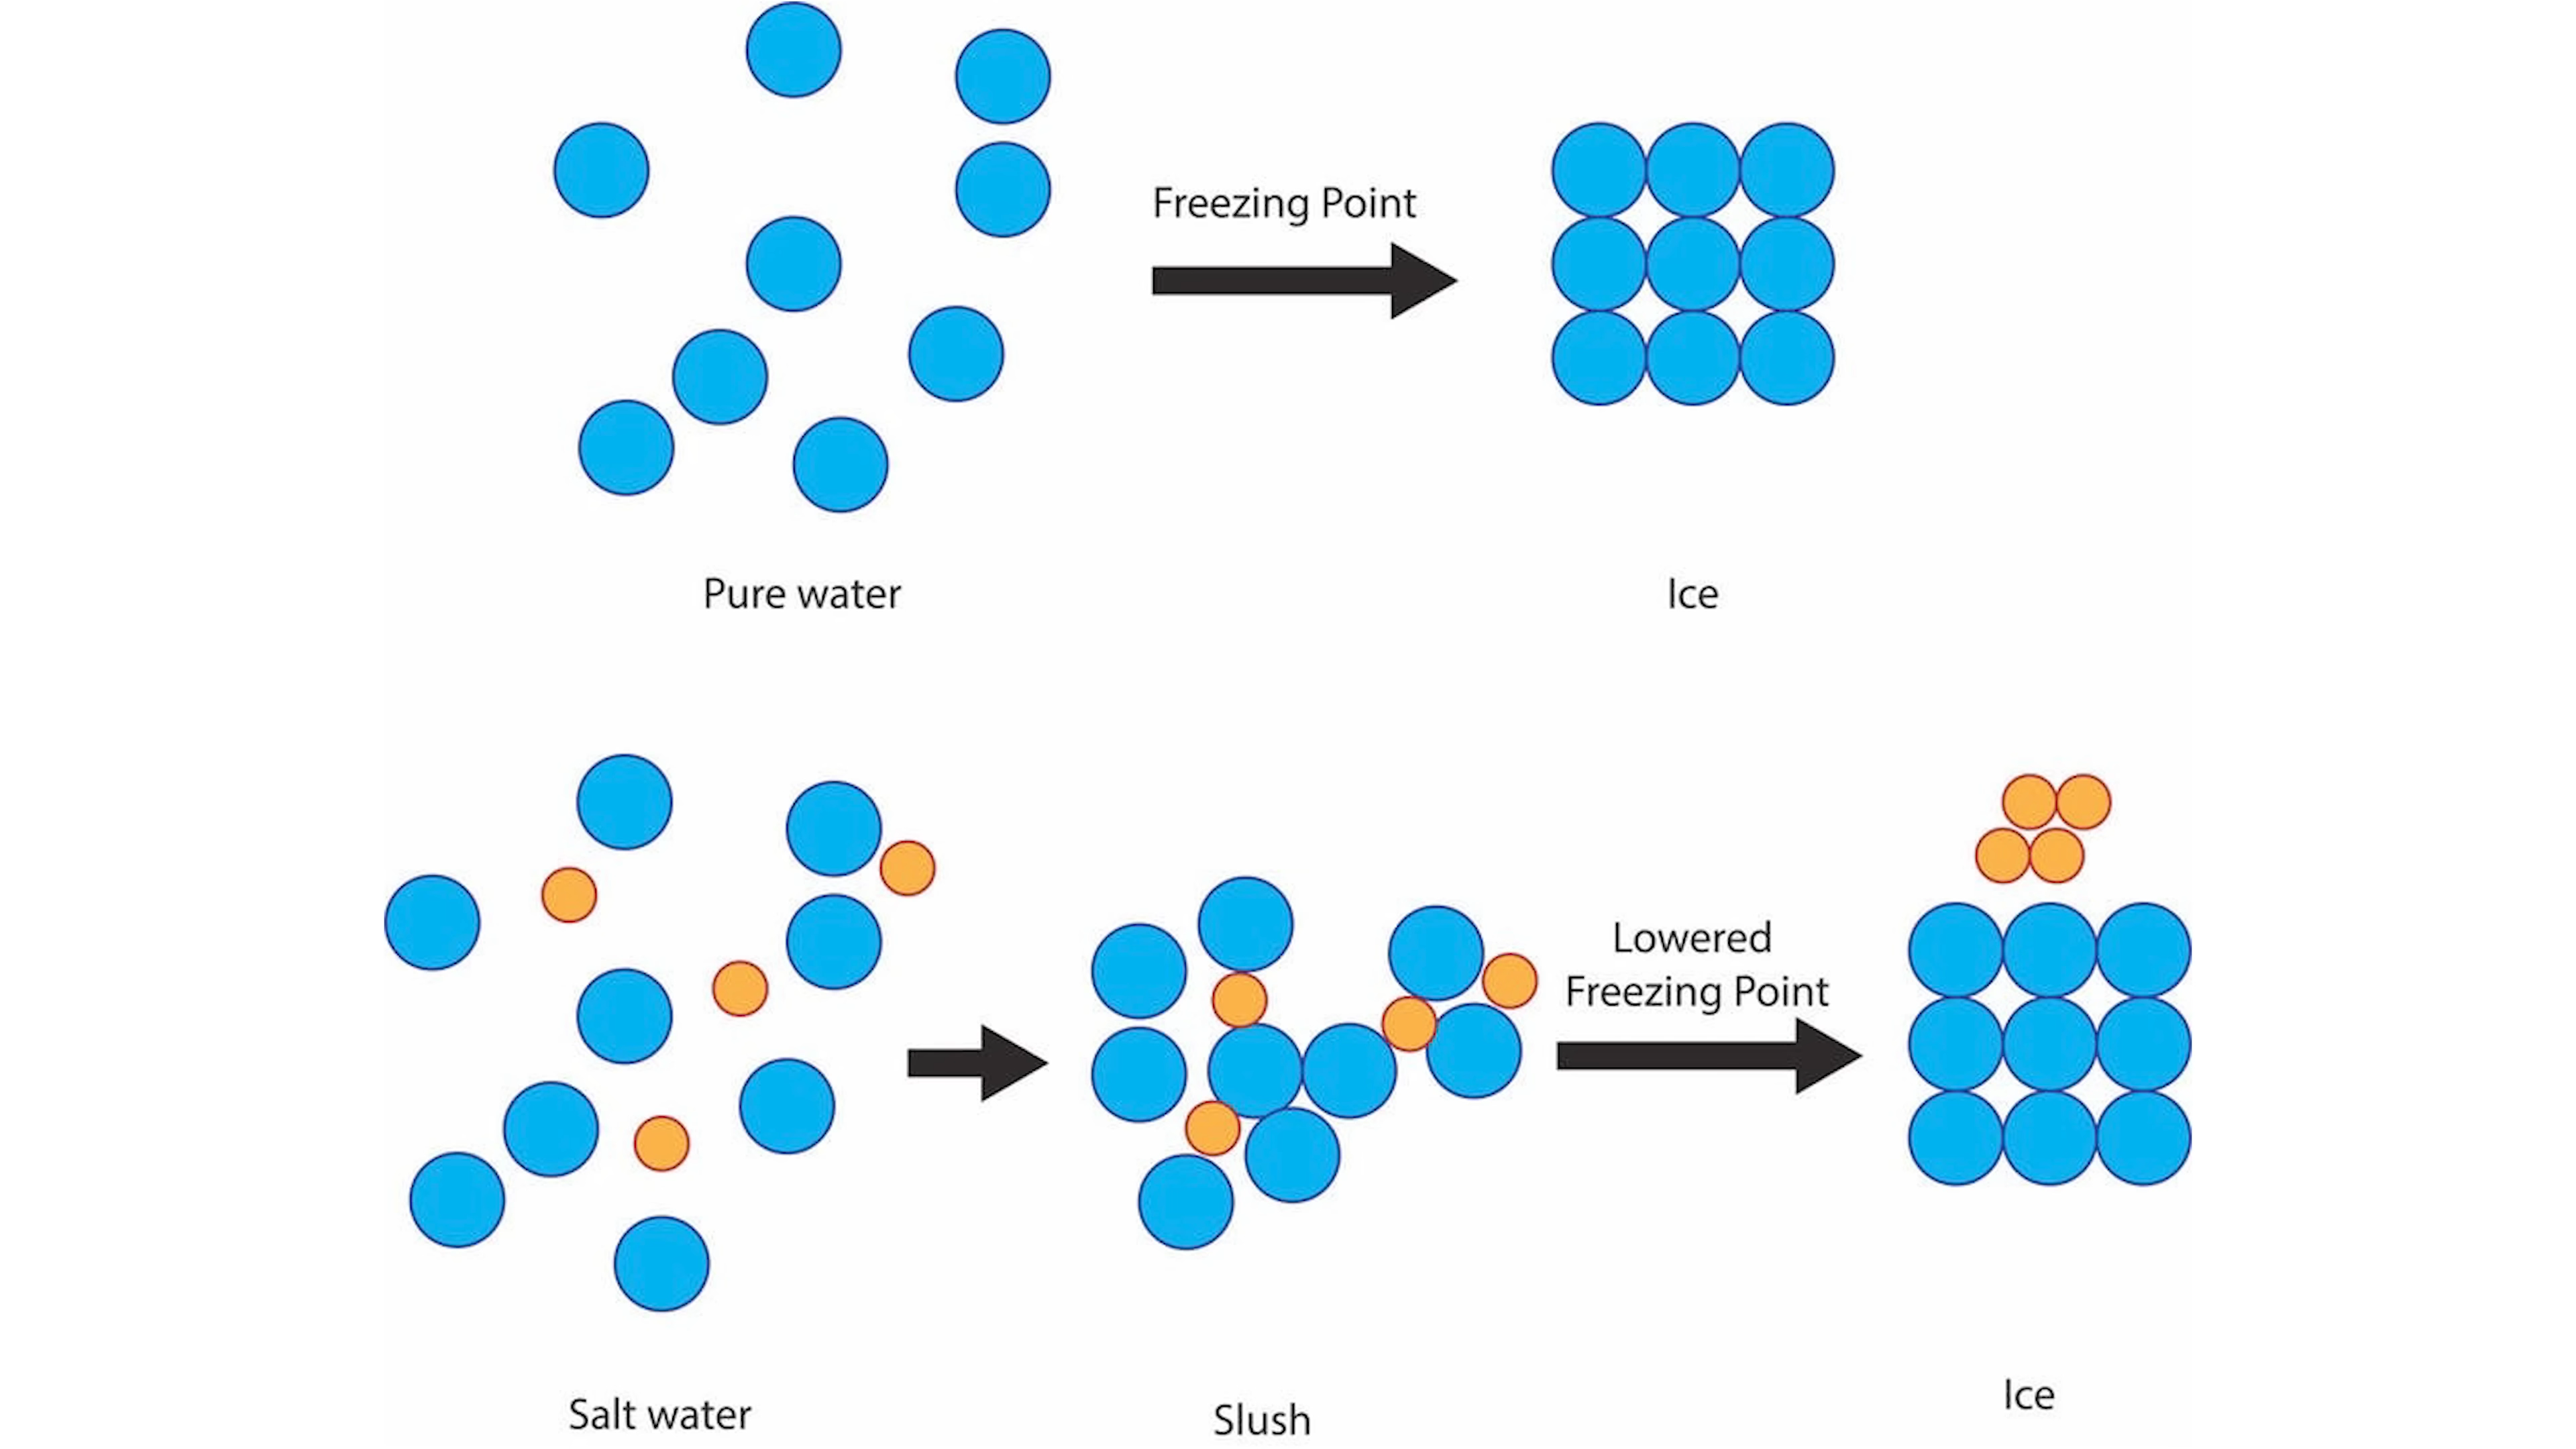 Freezing Point
Pure water
Ice
Lowered
Freezing Point
Salt water
Slush
Ice